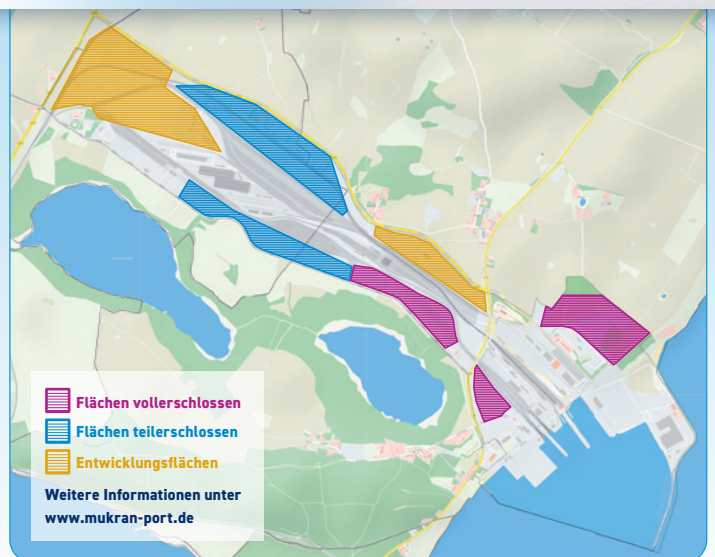 Flächen vollerschlossen
Flächen teilerschlossen
Entwicklungsflächen
Weitere Informationen unter
www.mukran-port.de